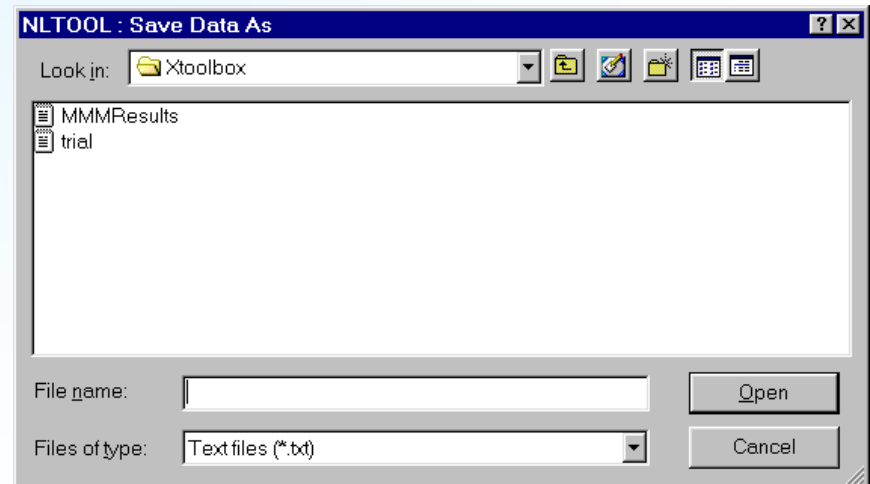 NLTOOL : Save Data As
Look in: Xtoolbox
MMMResults
trial
File name:
Open
Files of type: Text files (*.txt)
Cancel